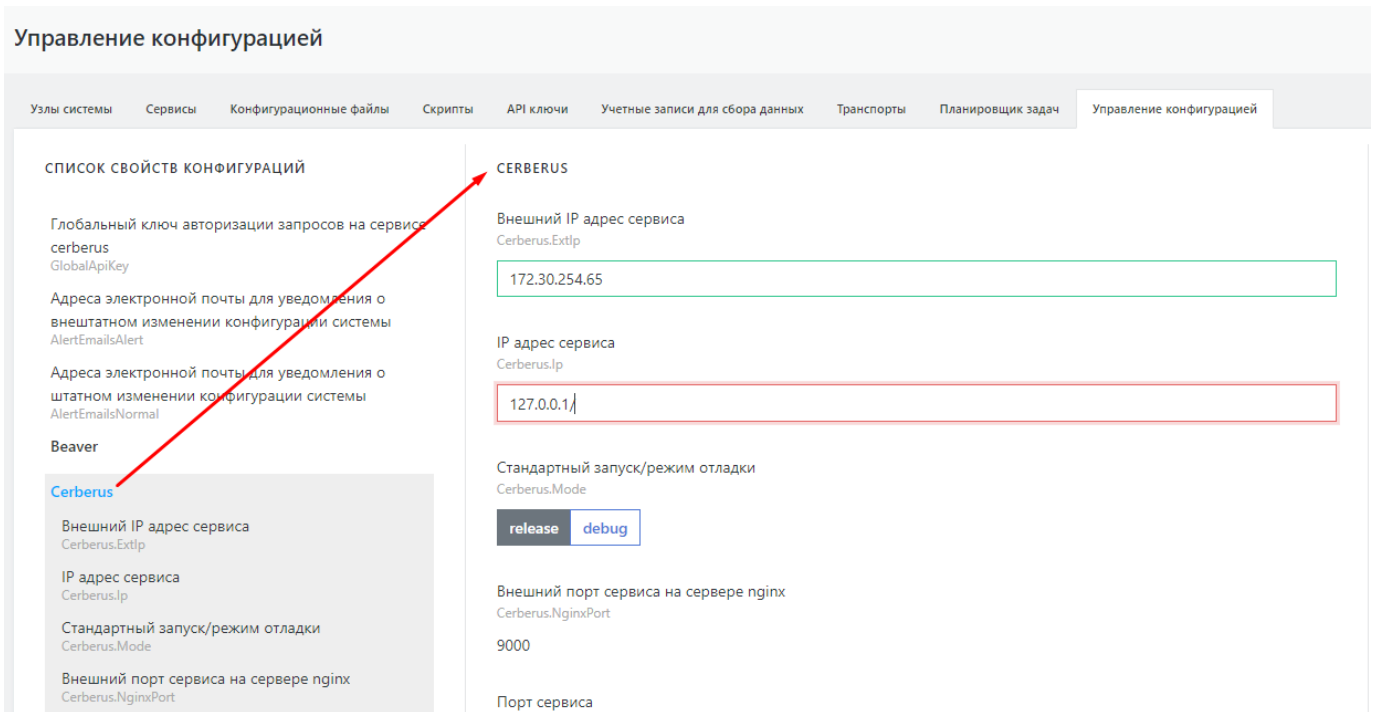 Управление конфигурацией
Узлы системы Сервисы Конфигурационные файлы Скрипты API ключи Учетные записи для сбора данных Транспорты Планировщик задач Управление конфигурацией
СПИСОК СВОЙСТВ КОНФИГУРАЦИЙ
Глобальный ключ авторизации запросов на сервисе
cerberus
GlobalApiKey
Адреса электронной почты для уведомления о
внештатном изменении конфигурации системы
AlertEmailsAlert
Адреса электронной почты для уведомления о
штатном изменении конфигурации системы
AlertEmailsNormal
Beaver
Cerberus
Внешний IP адрес сервиса
Cerberus.ExtIp
IP адрес сервиса
Cerberus.Ip
Стандартный запуск/режим отладки
Cerberus.Mode
Внешний порт сервиса на сервере nginx
Cerberus.NginxPort
CERBERUS
Внешний IP адрес сервиса
Cerberus.ExtIp
172.30.254.65
IP адрес сервиса
Cerberus.Ip
127.0.0.1/
Стандартный запуск/режим отладки
Cerberus.Mode
release debug
Внешний порт сервиса на сервере nginx
Cerberus.NginxPort
9000
Порт сервиса